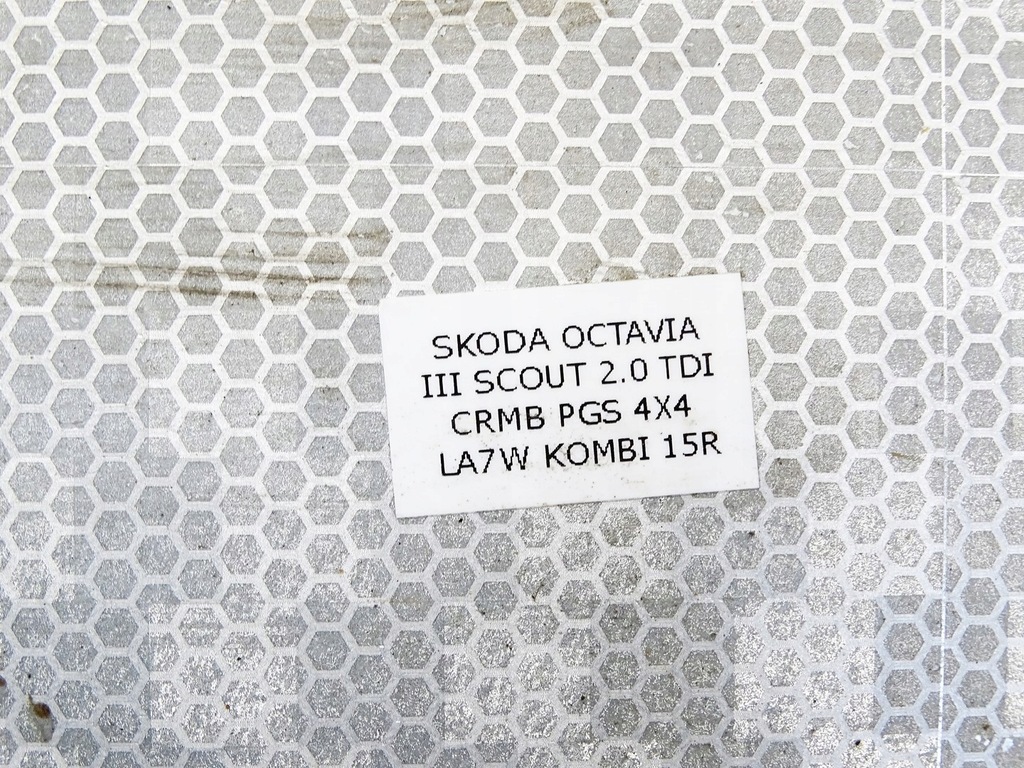 SKODA OCTAVIA
III SCOUT 2.0 TDI
CRMB PGS 4X4
LA7W KOMBI 15R